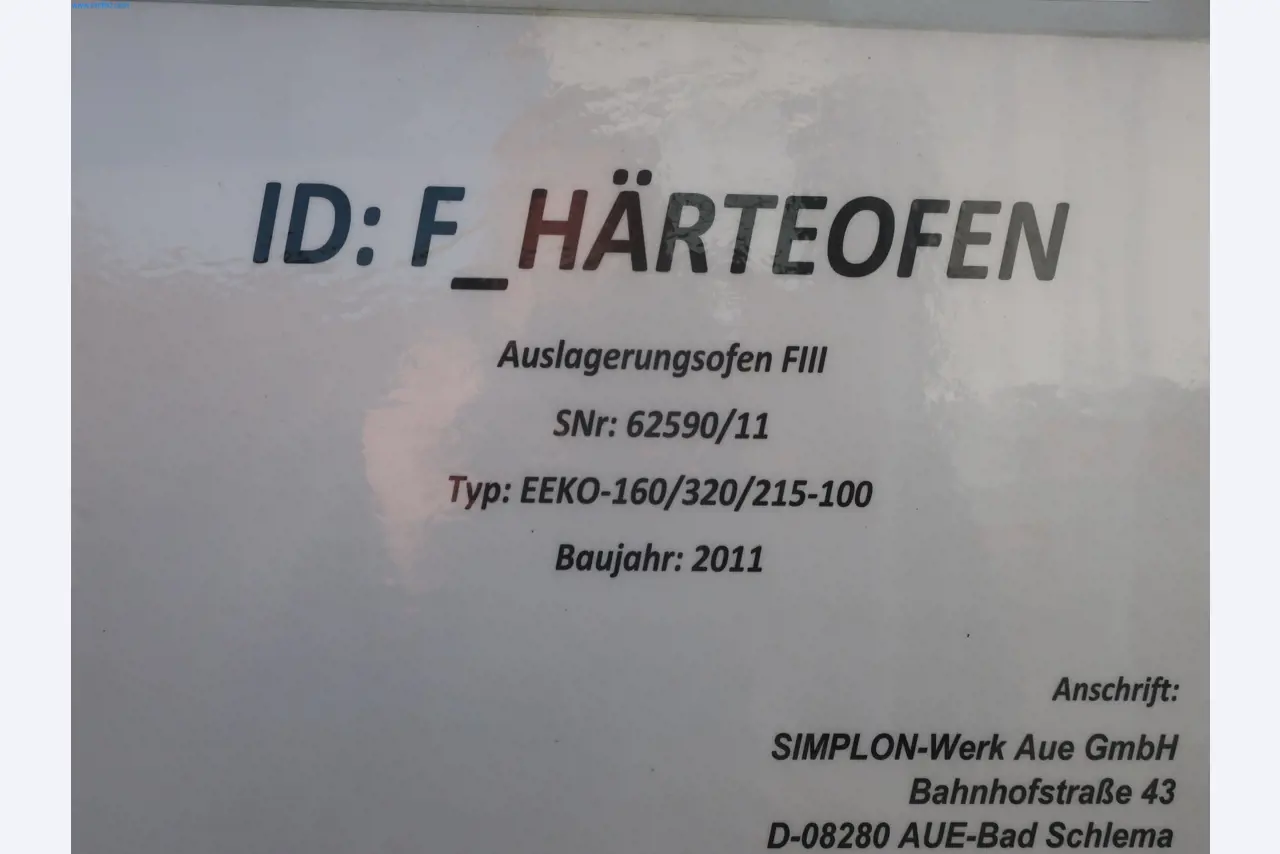 ID: F_HÄRTEOFEN
Auslagerungsofen FIII
SNr: 62590/11
Typ: EEKO-160/320/215-100
Baujahr: 2011
Anschrift:
SIMPLON-Werk Aue GmbH
Bahnhofstraße 43
D-08280 AUE-Bad Schlema